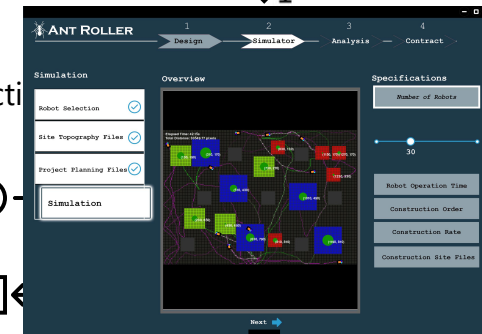 ANT ROLLER
1
Design
2
Simulator
3
Analysis
4
Contract
Simulation
Robot Selection
Site Topography Files
Project Planning Files
Simulation
Overview
Specifications
Number of Robots
30
Robot Operation Time
Construction Order
Construction Rate
Construction Site Files
Next
cti